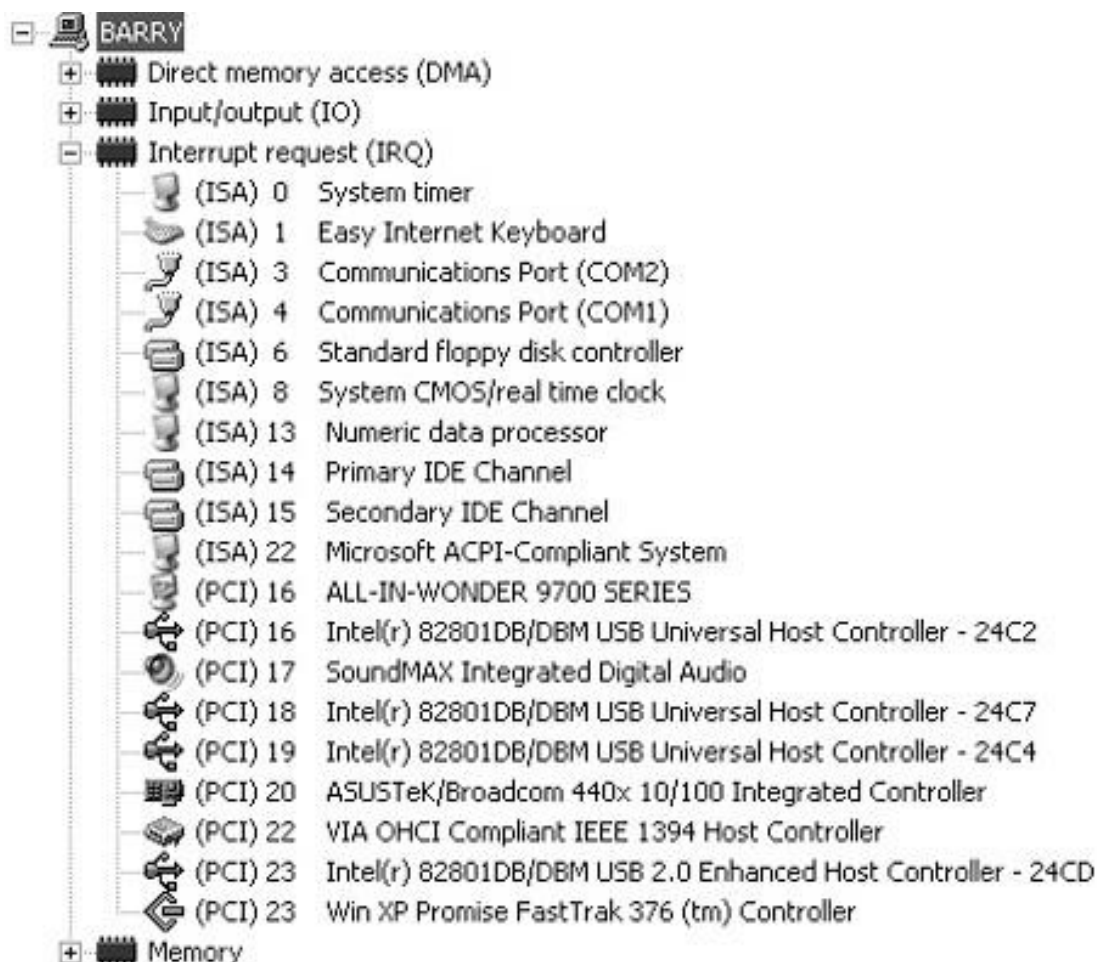 BARRY
Direct memory access (DMA)
Input/output (IO)
Interrupt request (IRQ)
(ISA) 0 System timer
(ISA) 1 Easy Internet Keyboard
(ISA) 3 Communications Port (COM2)
(ISA) 4 Communications Port (COM1)
(ISA) 6 Standard floppy disk controller
(ISA) 8 System CMOS/real time clock
(ISA) 13 Numeric data processor
(ISA) 14 Primary IDE Channel
(ISA) 15 Secondary IDE Channel
(ISA) 22 Microsoft ACPI-Compliant System
(PCI) 16 ALL-IN-WONDER 9700 SERIES
(PCI) 16 Intel(r) 82801DB/DBM USB Universal Host Controller - 24C2
(PCI) 17 SoundMAX Integrated Digital Audio
(PCI) 18 Intel(r) 82801DB/DBM USB Universal Host Controller - 24C7
(PCI) 19 Intel(r) 82801DB/DBM USB Universal Host Controller - 24C4
(PCI) 20 ASUSTeK/Broadcom 440x 10/100 Integrated Controller
(PCI) 22 VIA OHCI Compliant IEEE 1394 Host Controller
(PCI) 23 Intel(r) 82801DB/DBM USB 2.0 Enhanced Host Controller - 24CD
(PCI) 23 Win XP Promise FastTrak 376 (tm) Controller
Memory